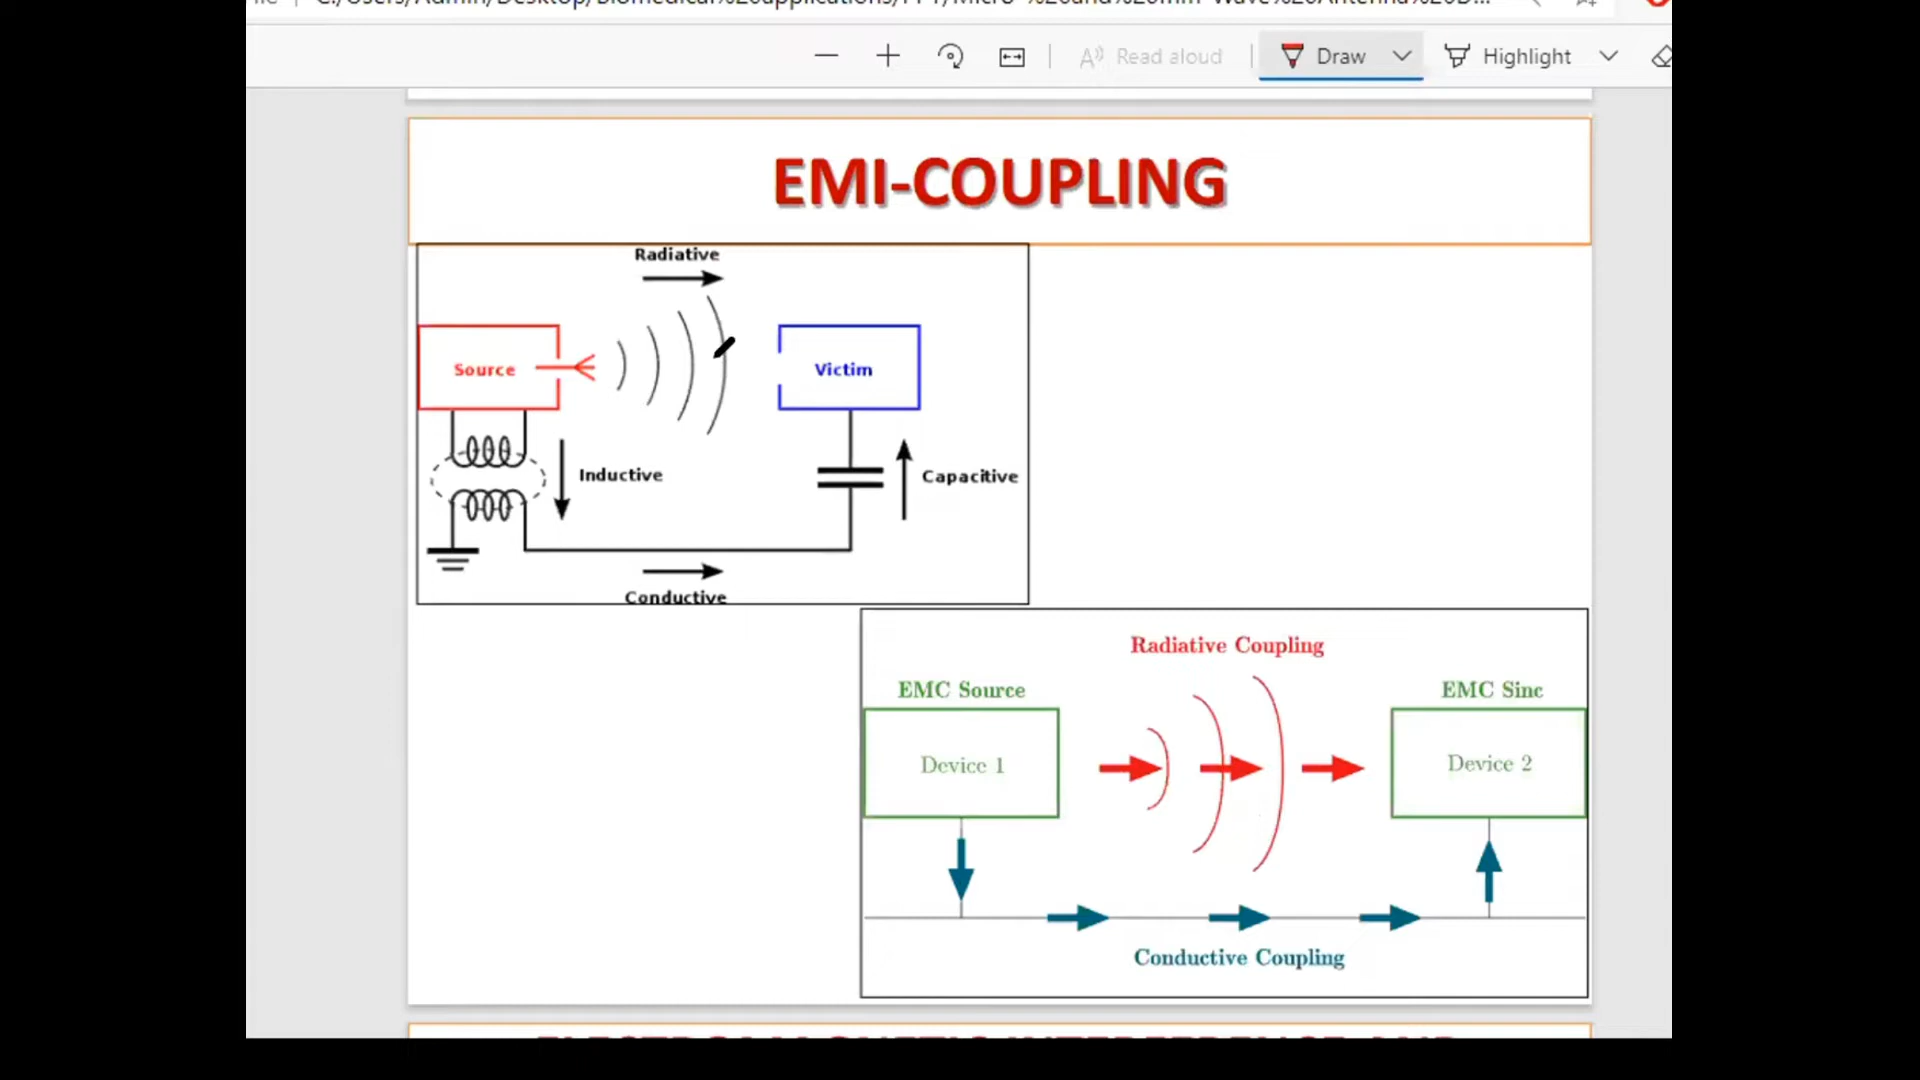 Read aloud
Draw
Highlight
EMI-COUPLING
Radiative
Source
Victim
Inductive
Capacitive
Conductive
Radiative Coupling
EMC Source
EMC Sinc
Device 1
Device 2
Conductive Coupling